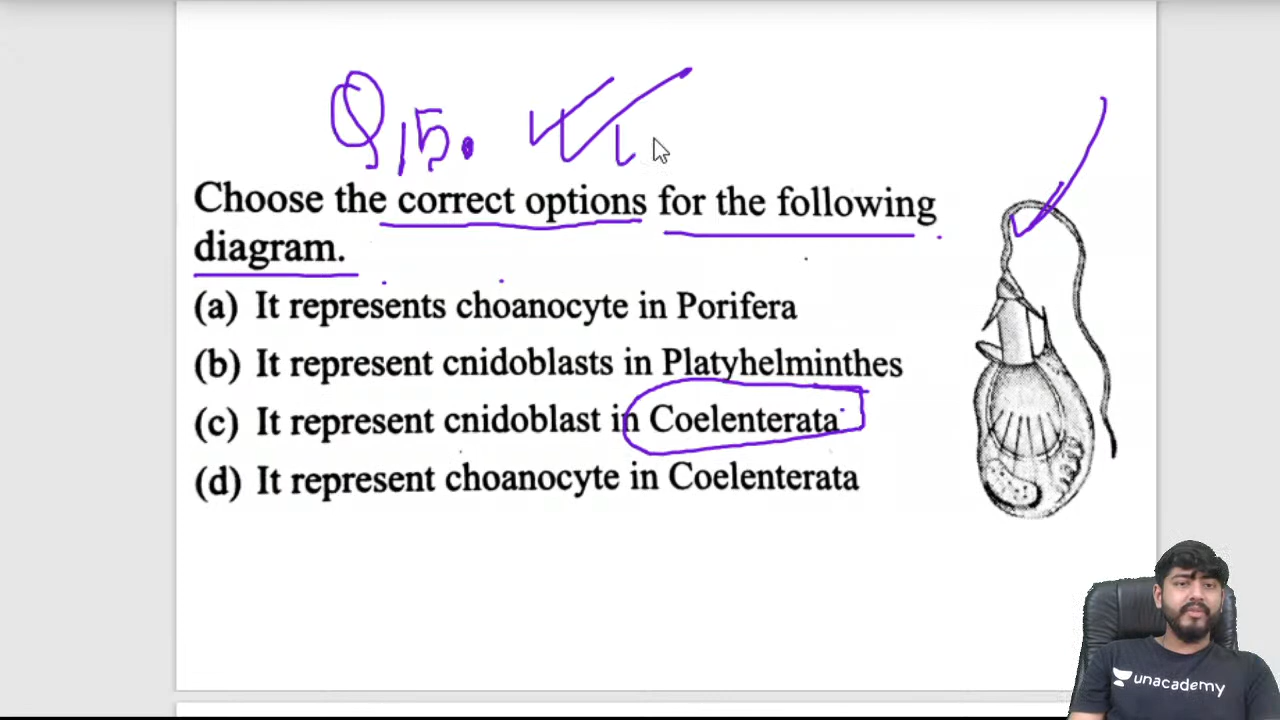 Q15.
Choose the correct options for the following
diagram.
(a) It represents choanocyte in Porifera
(b) It represent cnidoblasts in Platyhelminthes
(c) It represent cnidoblast in Coelenterata
(d) It represent choanocyte in Coelenterata
unacademy